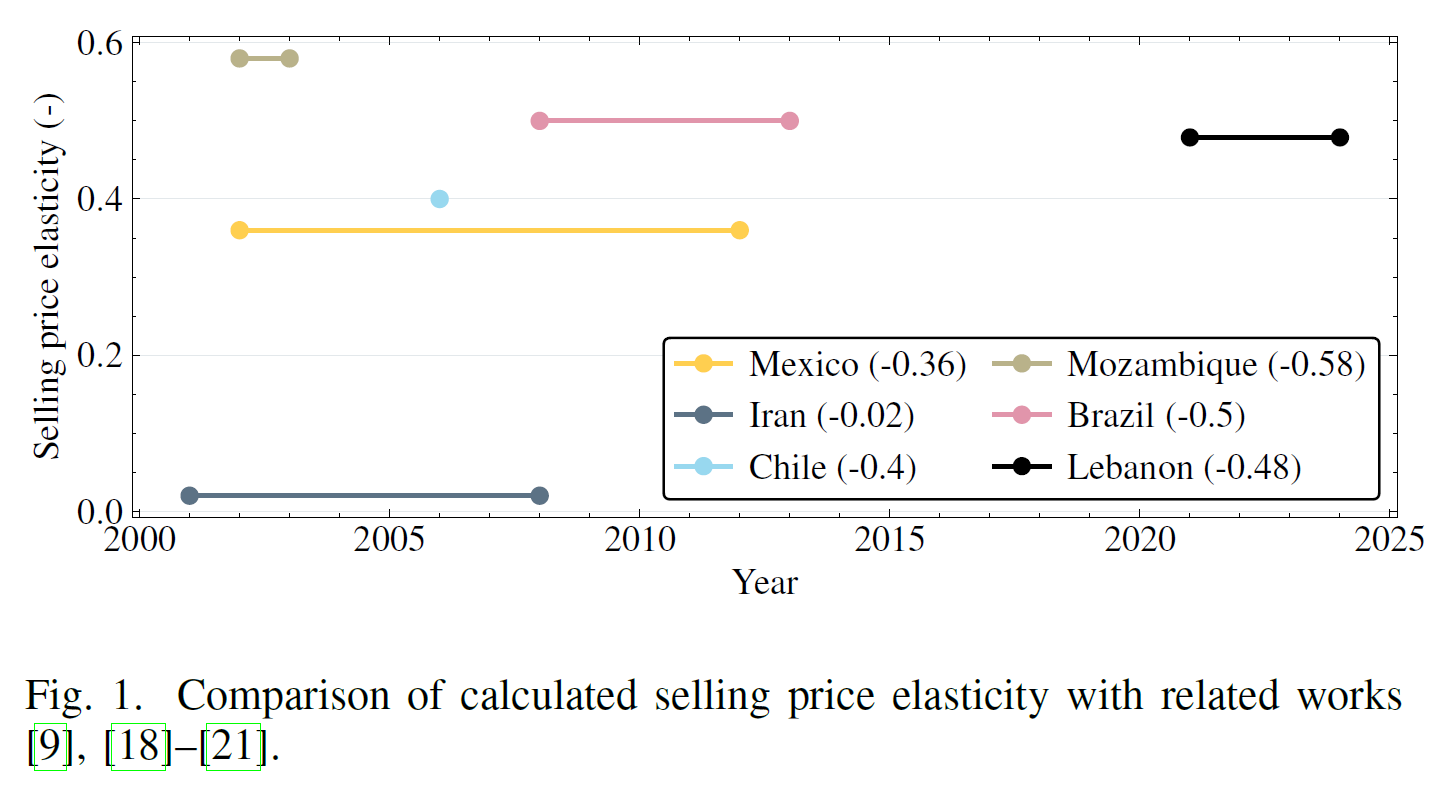 0.6
0.4
0.2
0.0
Selling price elasticity (-)
Mexico (-0.36)
Mozambique (-0.58)
Iran (-0.02)
Brazil (-0.5)
Chile (-0.4)
Lebanon (-0.48)
2000
2005
2010
2015
2020
2025
Year
Fig. 1. Comparison of calculated selling price elasticity with related works
[9], [18]–[21].